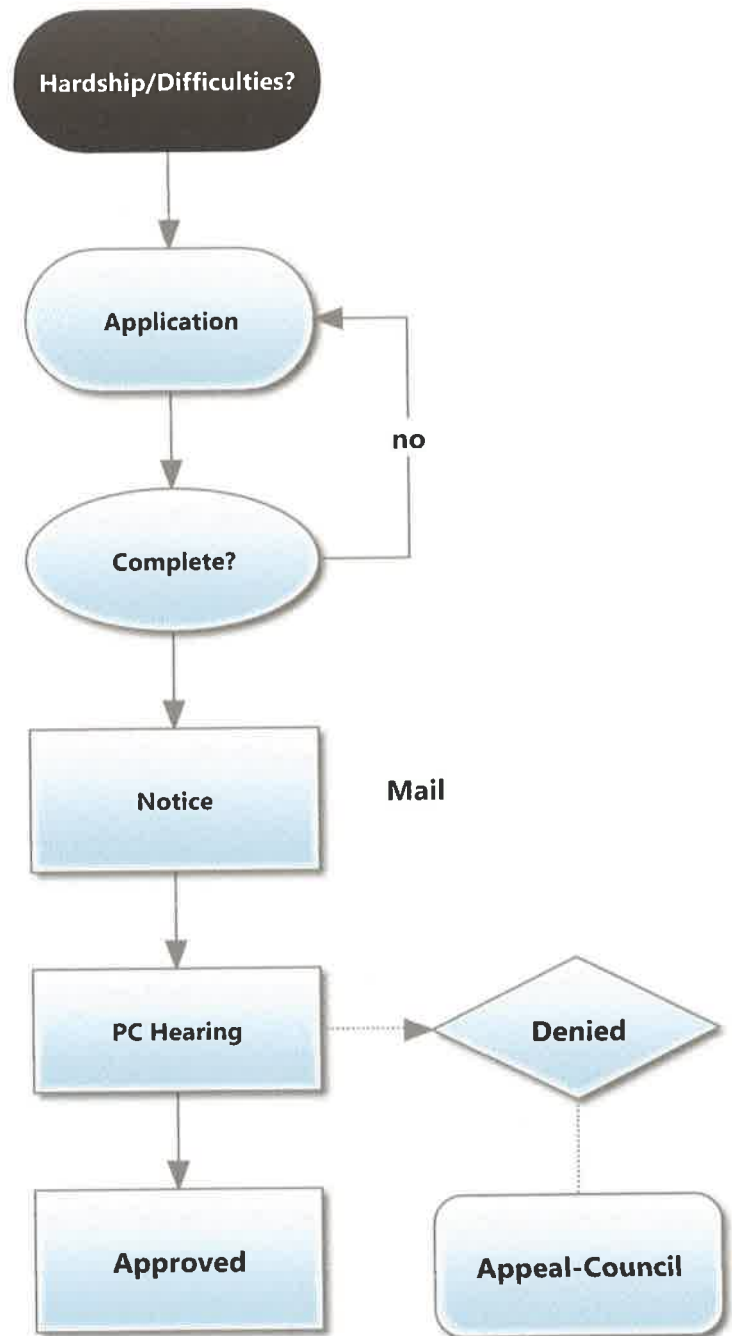 Hardship/Difficulties?
Application
no
Complete?
Notice
Mail
PC Hearing
Denied
Approved
Appeal-Council